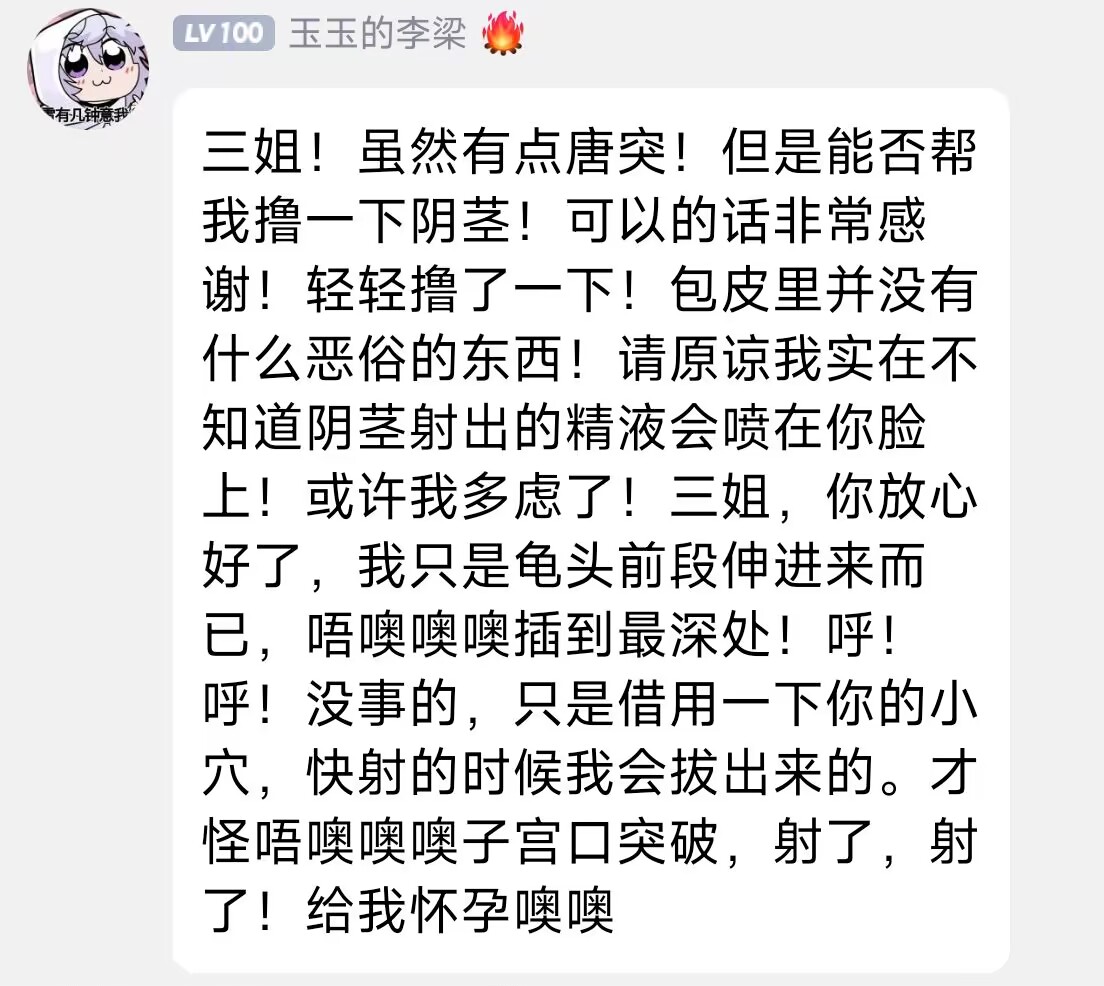 LV100 玉玉的李梁
三姐！虽然有点唐突！但是能否帮
我撸一下阴茎！可以的话非常感
谢！轻轻撸了一下！包皮里并没有
什么恶俗的东西！请原谅我实在不
知道阴茎射出的精液会喷在你脸
上！或许我多虑了！三姐，你放心
好了，我只是龟头前段伸进来而
已，唔噢噢噢插到最深处！呼！
呼！没事的，只是借用一下你的小
穴，快射的时候我会拔出来的。才
怪唔噢噢噢子宫口突破，射了，射
了！给我怀孕噢噢
有几钟意我